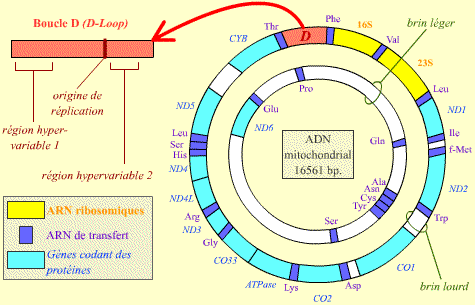 Boucle D (D-Loop)
origine de
réplication
région hyper-
variable 1
région hypervariable 2
ARN ribosomiques
ARN de transfert
Gènes codant des
protéines
D
Phe
16S
Val
23S
Leu
ND1
Ile
f-Met
ND2
Trp
CO1
Asp
CO2
Lys
ATPase
CO33
Gly
ND3
Arg
ND4L
ND4
His
Ser
Leu
ND5
CYB
Thr
brin léger
brin lourd
Pro
Glu
ND6
Gln
Ala
Asn
Cys
Tyr
Ser
ADN
mitochondrial
16561 bp.